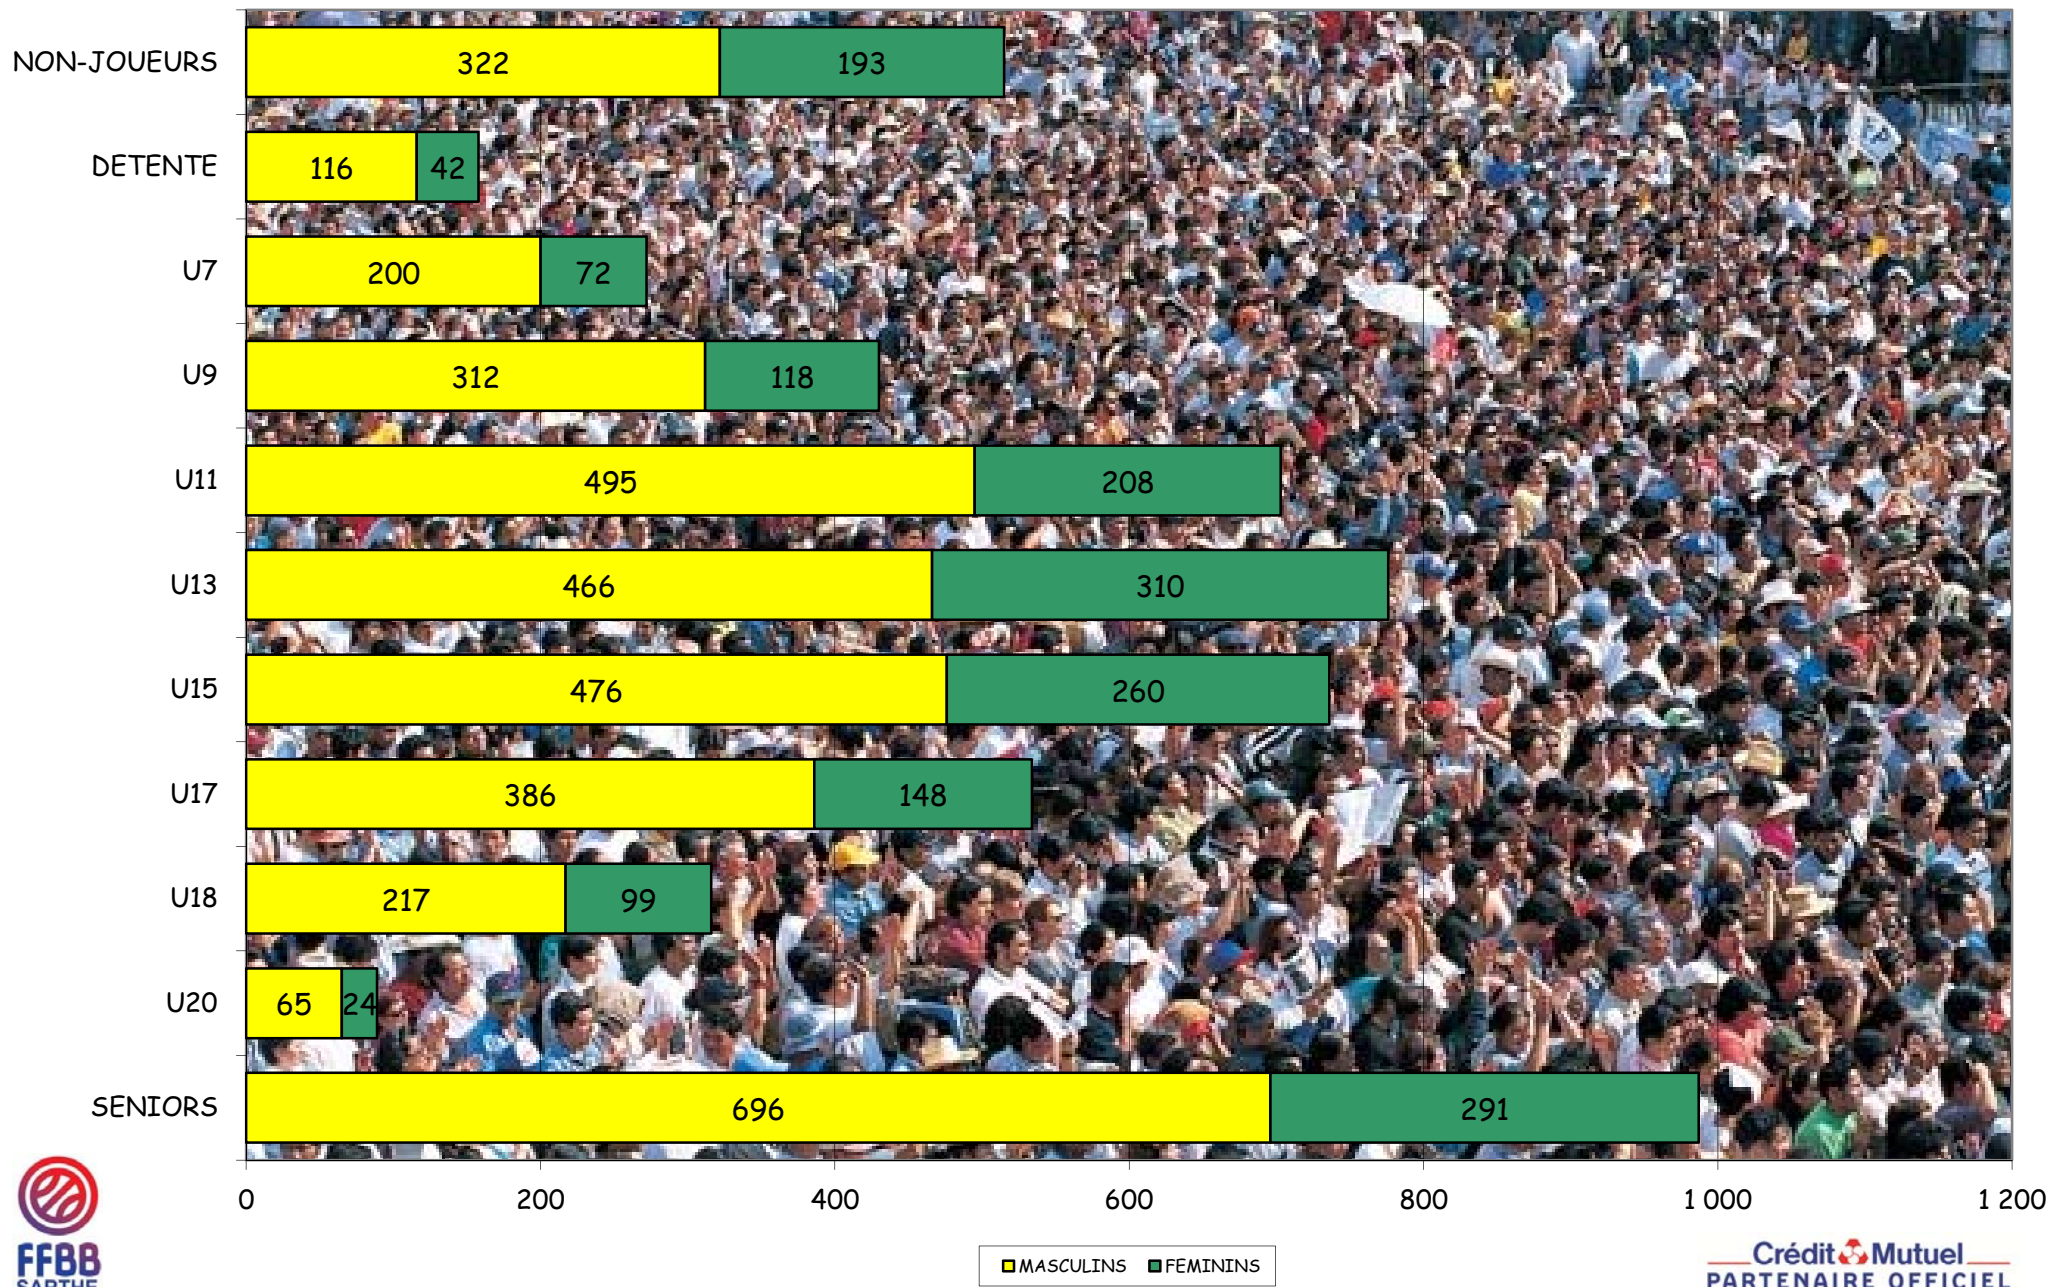 NON-JOUEURS 322 193
DETENTE 116 42
U7 200 72
U9 312 118
U11 495 208
U13 466 310
U15 476 260
U17 386 148
U18 217 99
U20 65 24
SENIORS 696 291
0 200 400 600 800 1 000 1 200
MASCULINS FEMININS
FFBB
SARTHE
Crédit Mutuel
PARTENAIRE OFFICIEL